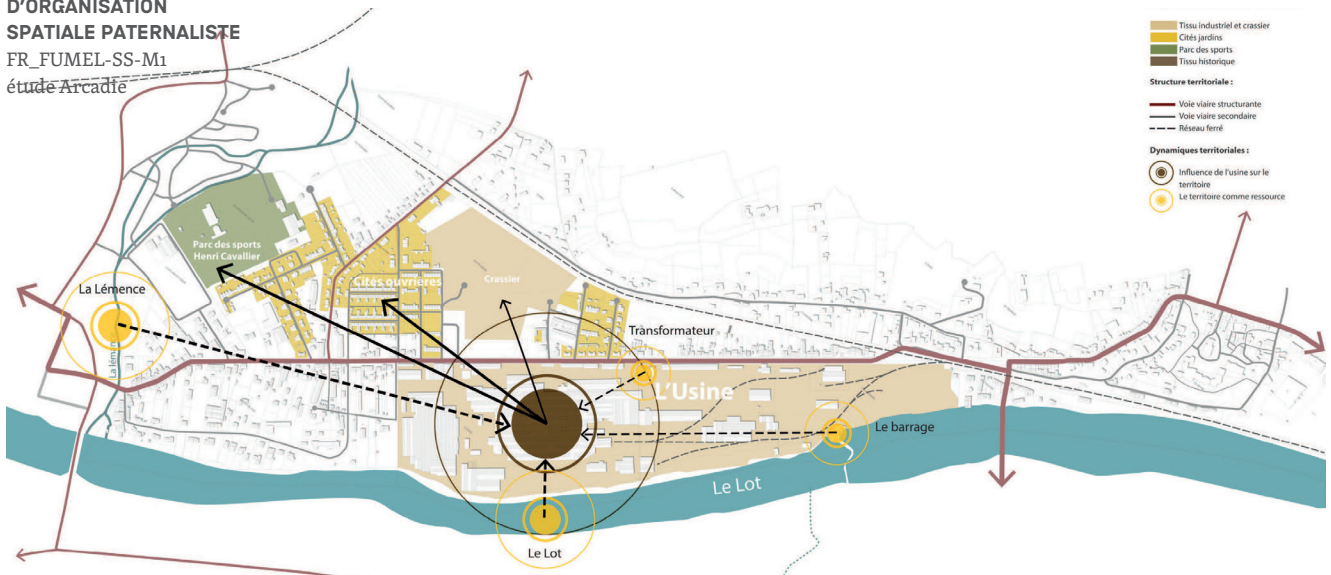 D'ORGANISATION
SPATIALE PATERNALISTE
FR_FUMEL-SS-M1
étude Arcadie
Tissu industriel et crassier
Cités jardins
Parc des sports
Tissu historique
Structure territoriale :
Voie viaire structurante
Voie viaire secondaire
Réseau ferré
Dynamiques territoriales :
Influence de l'usine sur le
territoire
Le territoire comme ressource
Parc des sports
Henri Cavallier
La Lémence
Cités ouvrières
Crassier
Transformateur
L'Usine
Le barrage
Le Lot
Le Lot